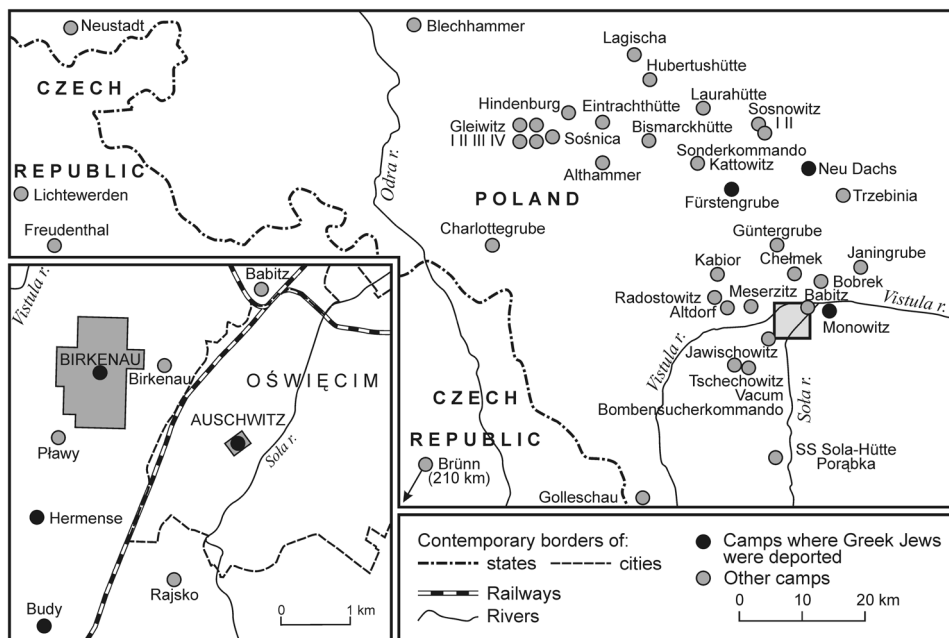 Neustadt
Blechhammer
Lagischa
CZECH
Hubertushütte
Hindenburg
Eintrachthütte
Laurahütte
Sosnowitz
I II
Gleiwitz
I II III IV
Sośnica
Bismarckhütte
Odra r.
Sonderkommando
Kattowitz
Neu Dachs
REPUBLIC
Althammer
Lichtewerden
POLAND
Fürstengrube
Trzebinia
Freudenthal
Charlottegrube
Güntergrube
Chełmek
Janingrube
Kabior
Bobrek
Radostowitz
Altdorf
Meserzitz
Babitz
Vistula r.
Monowitz
Vistula r.
Jawischowitz
Tschechowitz
Vacum
Bombensucherkommando
Soła r.
CZECH
REPUBLIC
Brünn
(210 km)
SS Sola-Hütte
Porąbka
Golleschau
Vistula r.
Babitz
BIRKENAU
Birkenau
OŚWIĘCIM
AUSCHWITZ
Soła r.
Pławy
Hermense
Rajsko
Budy
0 1 km
Contemporary borders of:
states
cities
Railways
Rivers
Camps where Greek Jews
were deported
Other camps
0 10 20 km